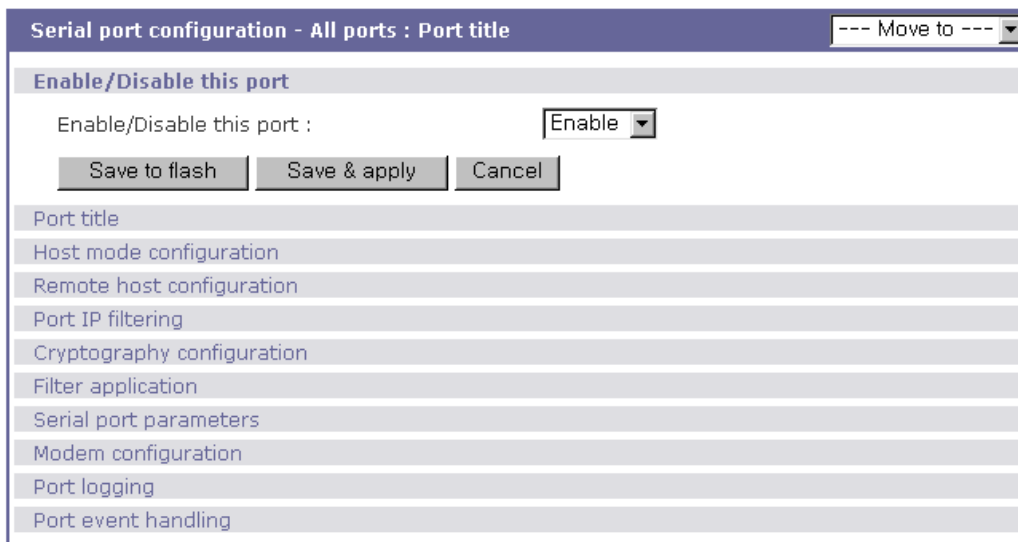 Serial port configuration - All ports : Port title --- Move to ---
Enable/Disable this port
Enable/Disable this port : Enable
Save to flash Save & apply Cancel
Port title
Host mode configuration
Remote host configuration
Port IP filtering
Cryptography configuration
Filter application
Serial port parameters
Modem configuration
Port logging
Port event handling